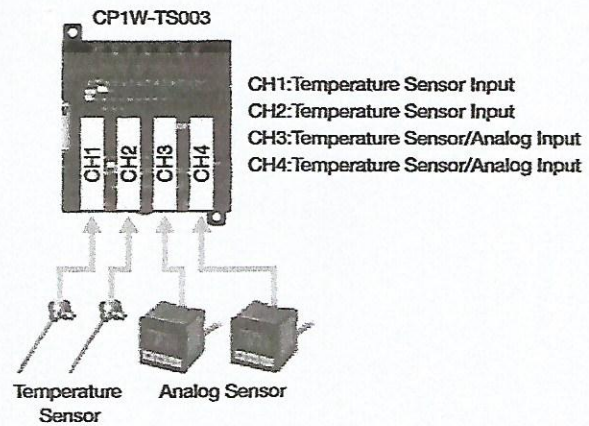 CP1W-TS003
CH1:Temperature Sensor Input
CH2:Temperature Sensor Input
CH3:Temperature Sensor/Analog Input
CH4:Temperature Sensor/Analog Input
CH1
CH2
CH3
CH4
Temperature
Sensor
Analog Sensor